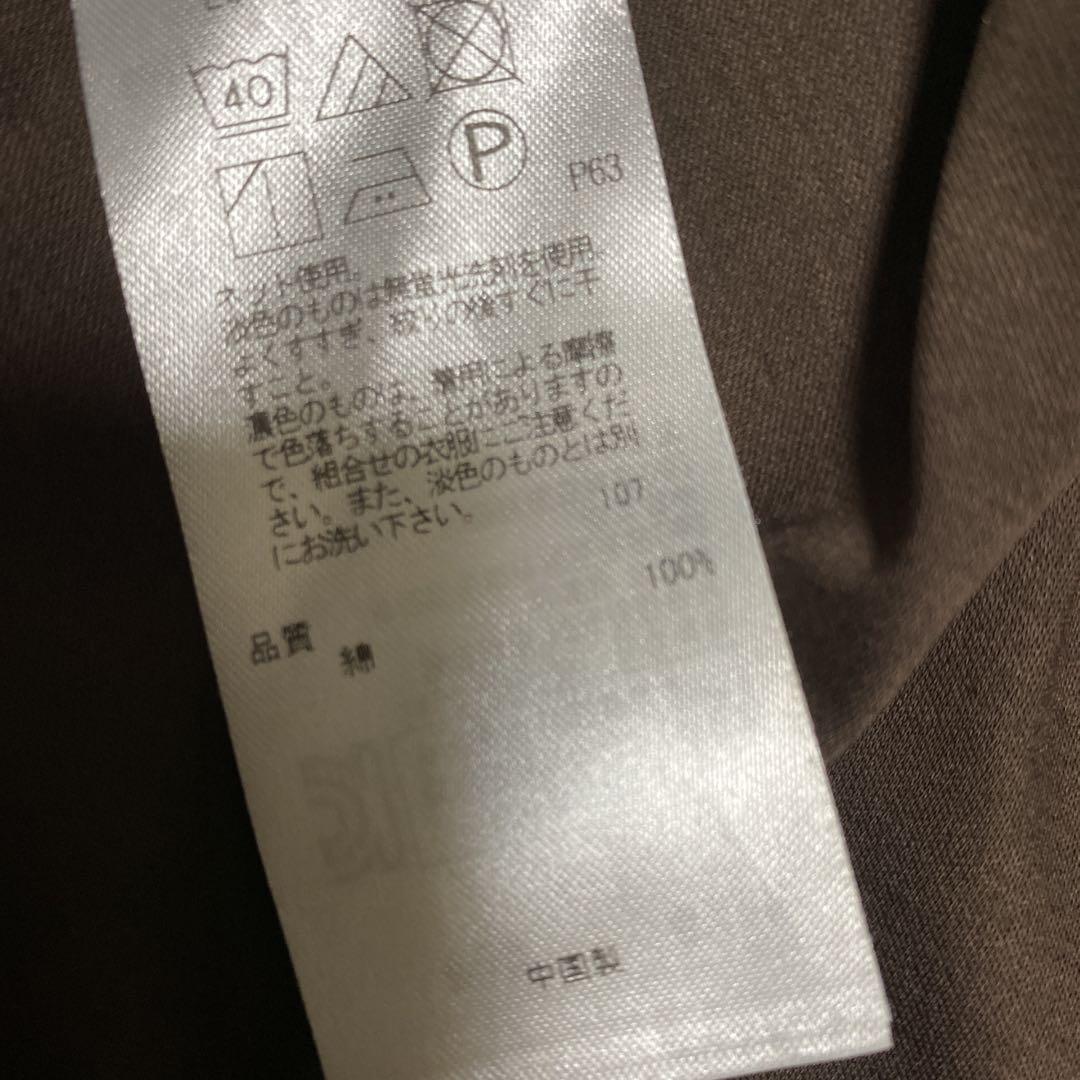 40
P
P63
ネット使用。
淡色のものは無蛍光洗剤を使用
よくすすぎ、絞りの後すぐに干
すこと。
濃色のものは、着用による摩擦
で色落ちすることがありますの
で、組合せの衣服にご注意くだ
さい。また、淡色のものとは別
にお洗い下さい。
107
品質 綿 100%
中国製